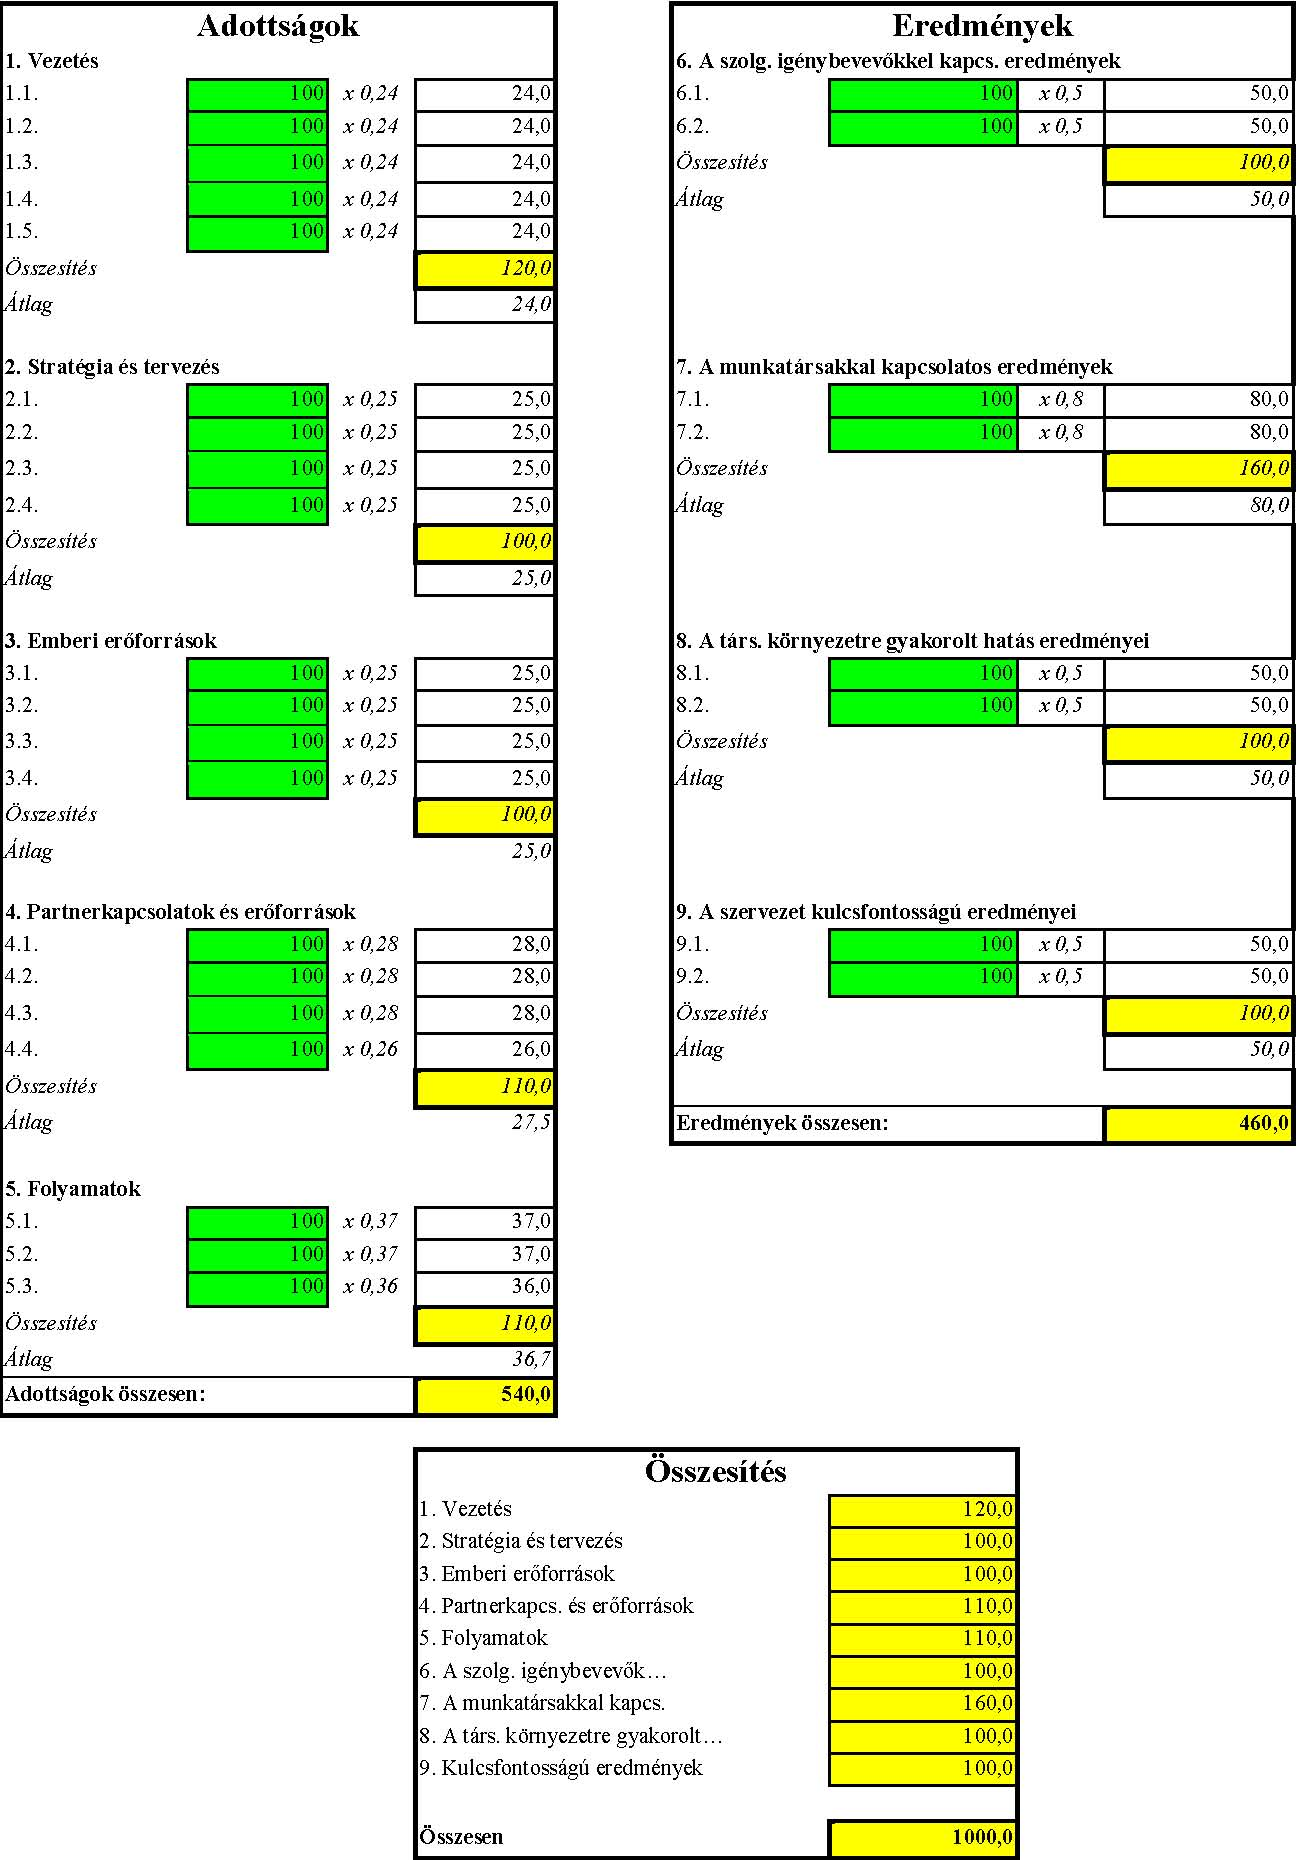 Adottságok
1. Vezetés
1.1. 100 x 0,24 24,0
1.2. 100 x 0,24 24,0
1.3. 100 x 0,24 24,0
1.4. 100 x 0,24 24,0
1.5. 100 x 0,24 24,0
Összesítés 120,0
Átlag 24,0
2. Stratégia és tervezés
2.1. 100 x 0,25 25,0
2.2. 100 x 0,25 25,0
2.3. 100 x 0,25 25,0
2.4. 100 x 0,25 25,0
Összesítés 100,0
Átlag 25,0
3. Emberi erőforrások
3.1. 100 x 0,25 25,0
3.2. 100 x 0,25 25,0
3.3. 100 x 0,25 25,0
3.4. 100 x 0,25 25,0
Összesítés 100,0
Átlag 25,0
4. Partnerkapcsolatok és erőforrások
4.1. 100 x 0,28 28,0
4.2. 100 x 0,28 28,0
4.3. 100 x 0,28 28,0
4.4. 100 x 0,26 26,0
Összesítés 110,0
Átlag 27,5
5. Folyamatok
5.1. 100 x 0,37 37,0
5.2. 100 x 0,37 37,0
5.3. 100 x 0,36 36,0
Összesítés 110,0
Átlag 36,7
Adottságok összesen: 540,0
Eredmények
6. A szolg. igénybevevőkkel kapcs. eredmények
6.1. 100 x 0,5 50,0
6.2. 100 x 0,5 50,0
Összesítés 100,0
Átlag 50,0
7. A munkatársakkal kapcsolatos eredmények
7.1. 100 x 0,8 80,0
7.2. 100 x 0,8 80,0
Összesítés 160,0
Átlag 80,0
8. A társ. környezetre gyakorolt hatás eredményei
8.1. 100 x 0,5 50,0
8.2. 100 x 0,5 50,0
Összesítés 100,0
Átlag 50,0
9. A szervezet kulcsfontosságú eredményei
9.1. 100 x 0,5 50,0
9.2. 100 x 0,5 50,0
Összesítés 100,0
Átlag 50,0
Eredmények összesen: 460,0
Összesítés
1. Vezetés 120,0
2. Stratégia és tervezés 100,0
3. Emberi erőforrások 100,0
4. Partnerkapcs. és erőforrások 110,0
5. Folyamatok 110,0
6. A szolg. igénybevevők… 100,0
7. A munkatársakkal kapcs. 160,0
8. A társ. környezetre gyakorolt… 100,0
9. Kulcsfontosságú eredmények 100,0
Összesen 1000,0